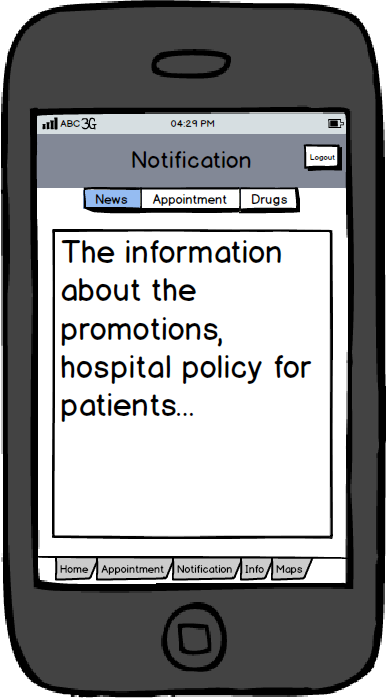 ABC 3G 04:29 PM
Notification
Logout
News Appointment Drugs
The information
about the
promotions,
hospital policy for
patients...
Home Appointment Notification Info Maps